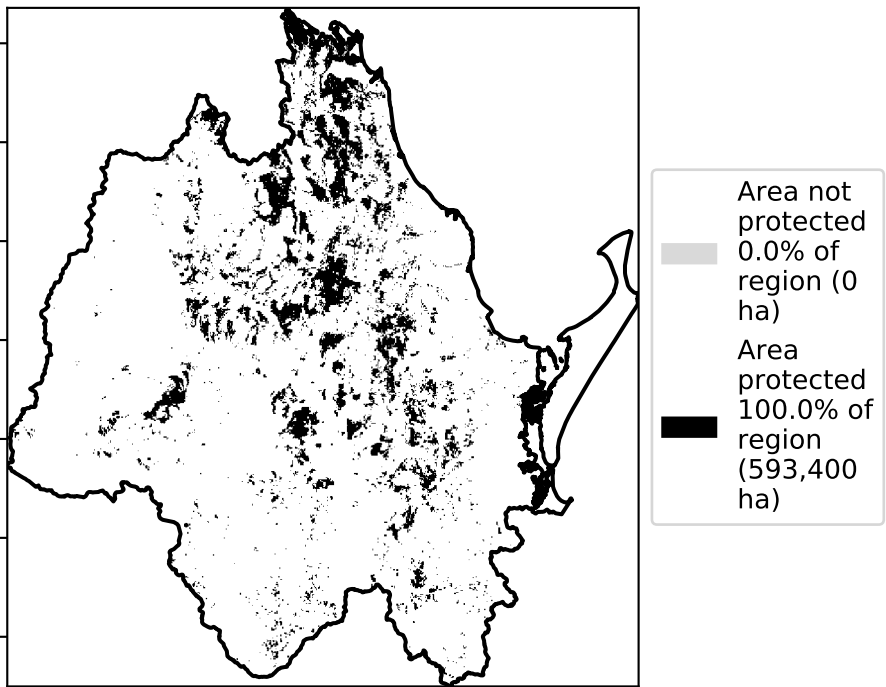 Area not
protected
0.0% of
region (0
ha)
Area
protected
100.0% of
region
(593,400
ha)